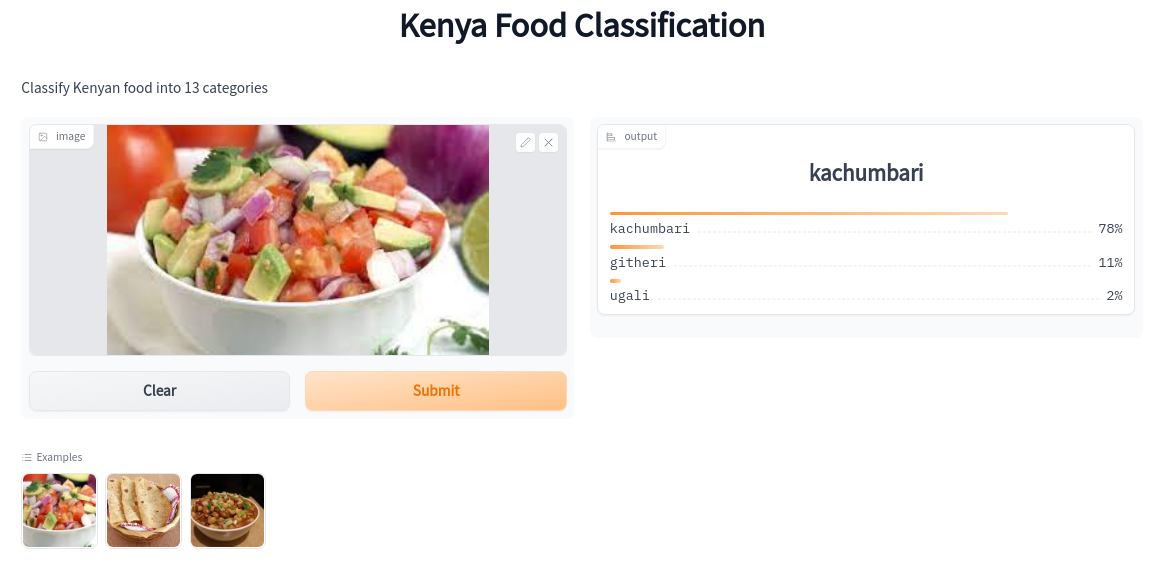 Kenya Food Classification
Classify Kenyan food into 13 categories
image
output
kachumbari
kachumbari 78%
githeri 11%
ugali 2%
Clear
Submit
Examples